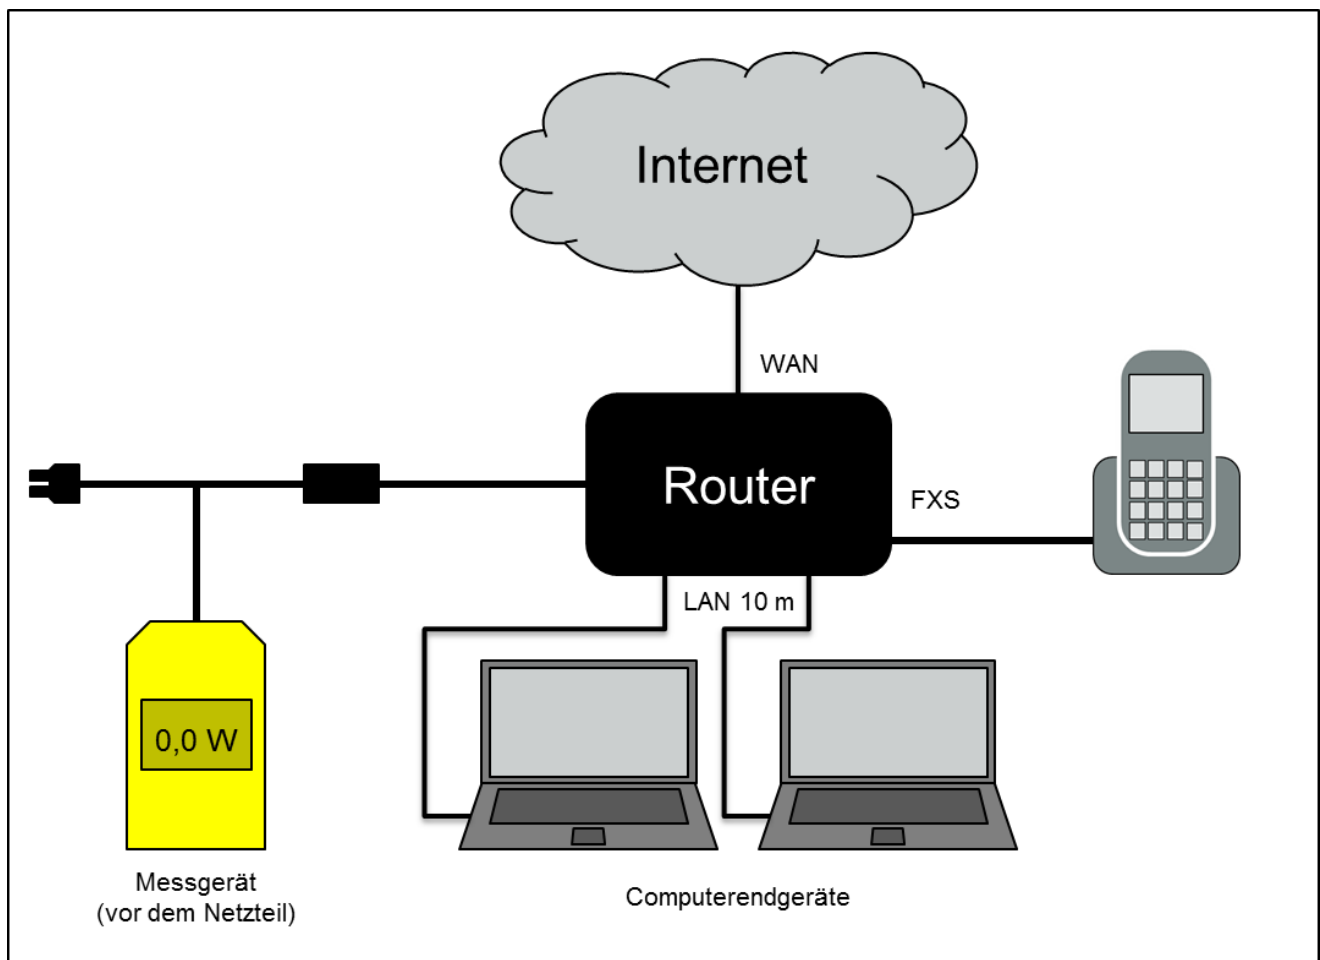 Internet
WAN
Router
FXS
LAN 10 m
0,0 W
Messgerät
(vor dem Netzteil)
Computerendgeräte